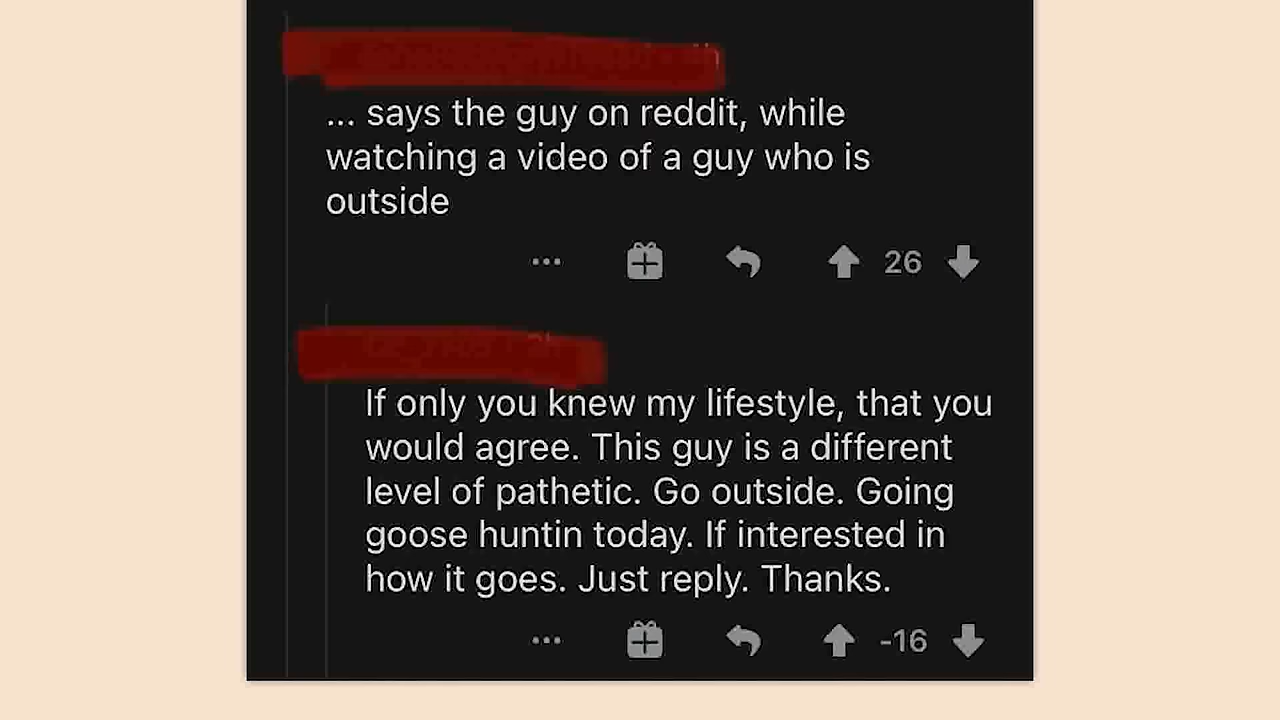 ... says the guy on reddit, while
watching a video of a guy who is
outside
26
If only you knew my lifestyle, that you
would agree. This guy is a different
level of pathetic. Go outside. Going
goose huntin today. If interested in
how it goes. Just reply. Thanks.
-16